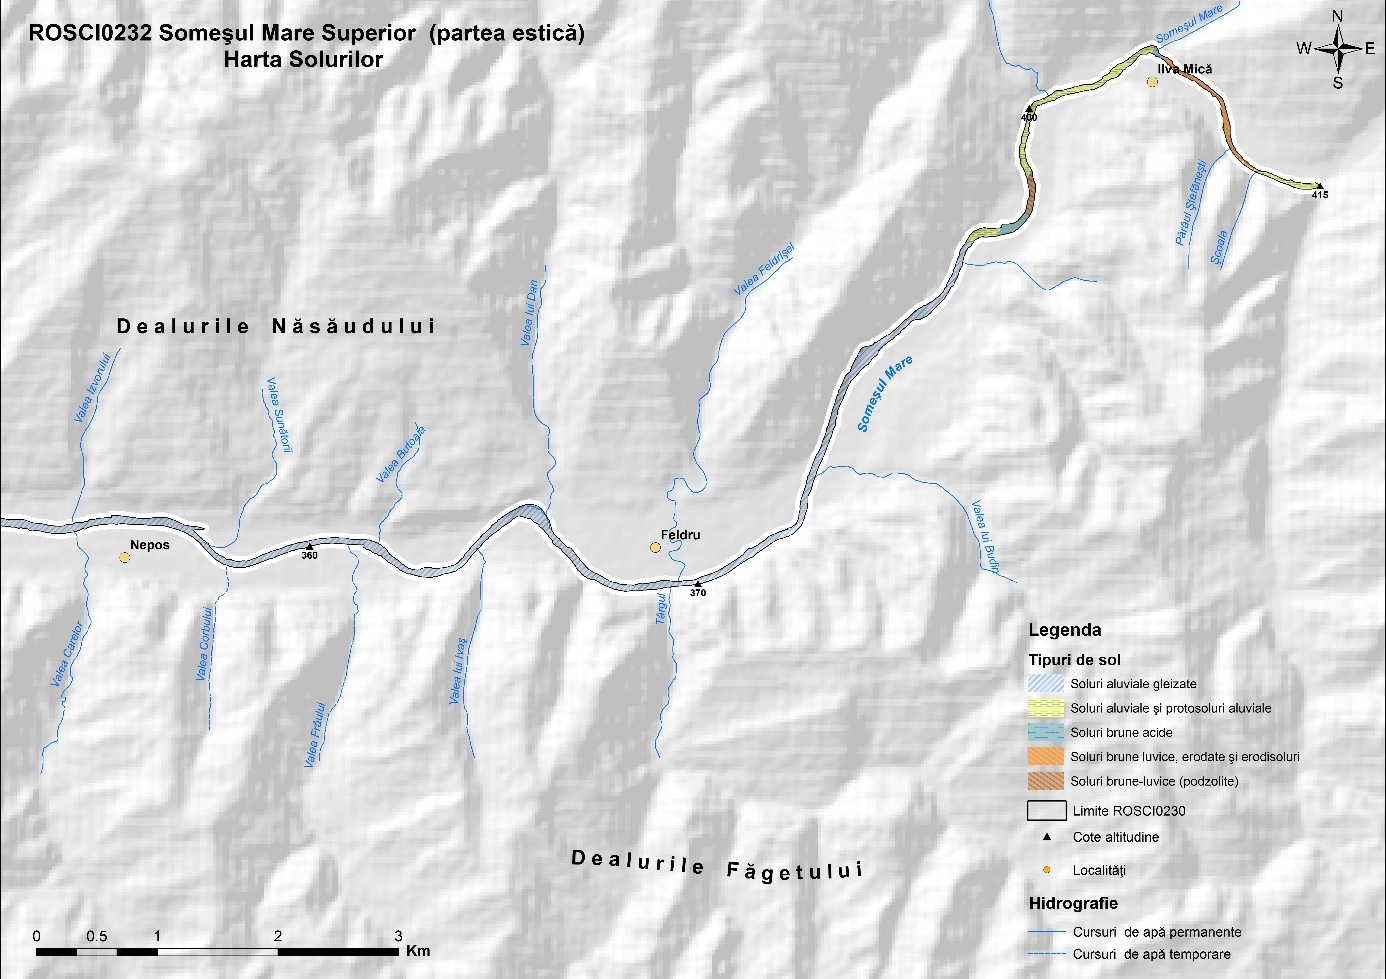 ROSCI0232 Someşul Mare Superior (partea estică)
Harta Solurilor
N
W
E
S
Someşul Mare
Ilva Mică
400
415
Pârâul Ştefăneşti
Şcoala
Valea Feldrişel
Valea lui Dan
Dealurile Năsăudului
Valea Izvorului
Valea Sunătorii
Valea Butoaia
Someşul Mare
Valea lui Budin
Nepos
360
Feldru
370
Târgul
Valea Carelor
Valea Corbului
Valea Frâului
Valea lui Ivaş
Dealurile Făgetului
Legenda
Tipuri de sol
Soluri aluviale gleizate
Soluri aluviale şi protosoluri aluviale
Soluri brune acide
Soluri brune luvice, erodate şi erodisoluri
Soluri brune-luvice (podzolite)
Limite ROSCI0230
Cote altitudine
Localităţi
Hidrografie
Cursuri de apă permanente
Cursuri de apă temporare
0 0.5 1 2 3
Km